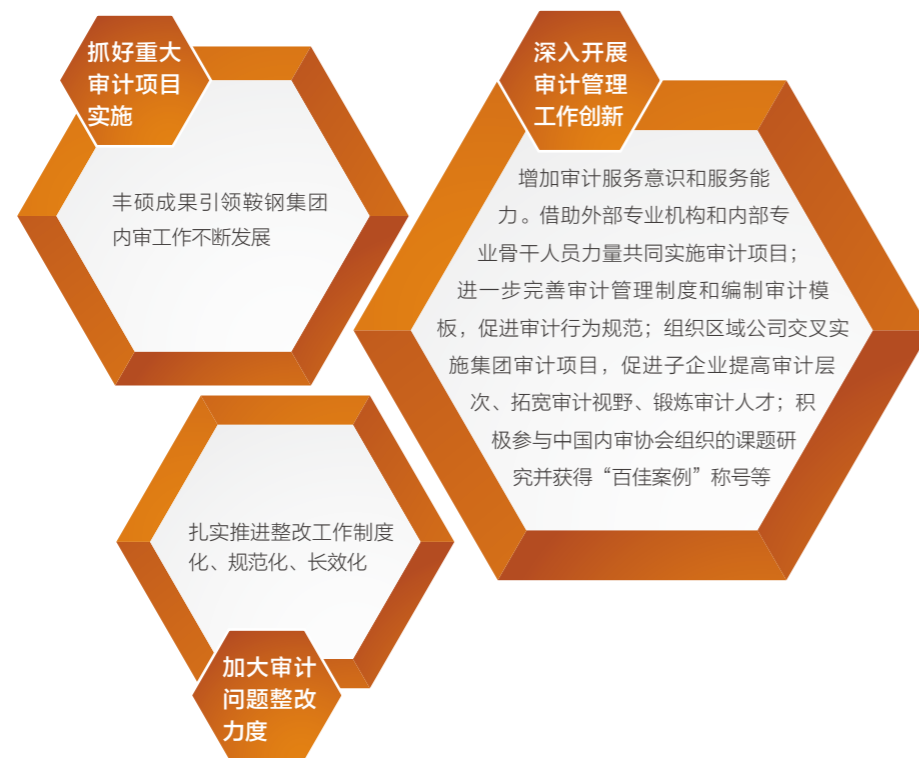 抓好重大
审计项目
实施
丰硕成果引领鞍钢集团
内审工作不断发展
深入开展
审计管理
工作创新
增加审计服务意识和服务能
力。借助外部专业机构和内部专
业骨干人员力量共同实施审计项目；
进一步完善审计管理制度和编制审计模
板，促进审计行为规范；组织区域公司交叉实
施集团审计项目，促进子企业提高审计层
次、拓宽审计视野、锻炼审计人才；积
极参与中国内审协会组织的课题研
究并获得“百佳案例”称号等
扎实推进整改工作制度
化、规范化、长效化
加大审计
问题整改
力度